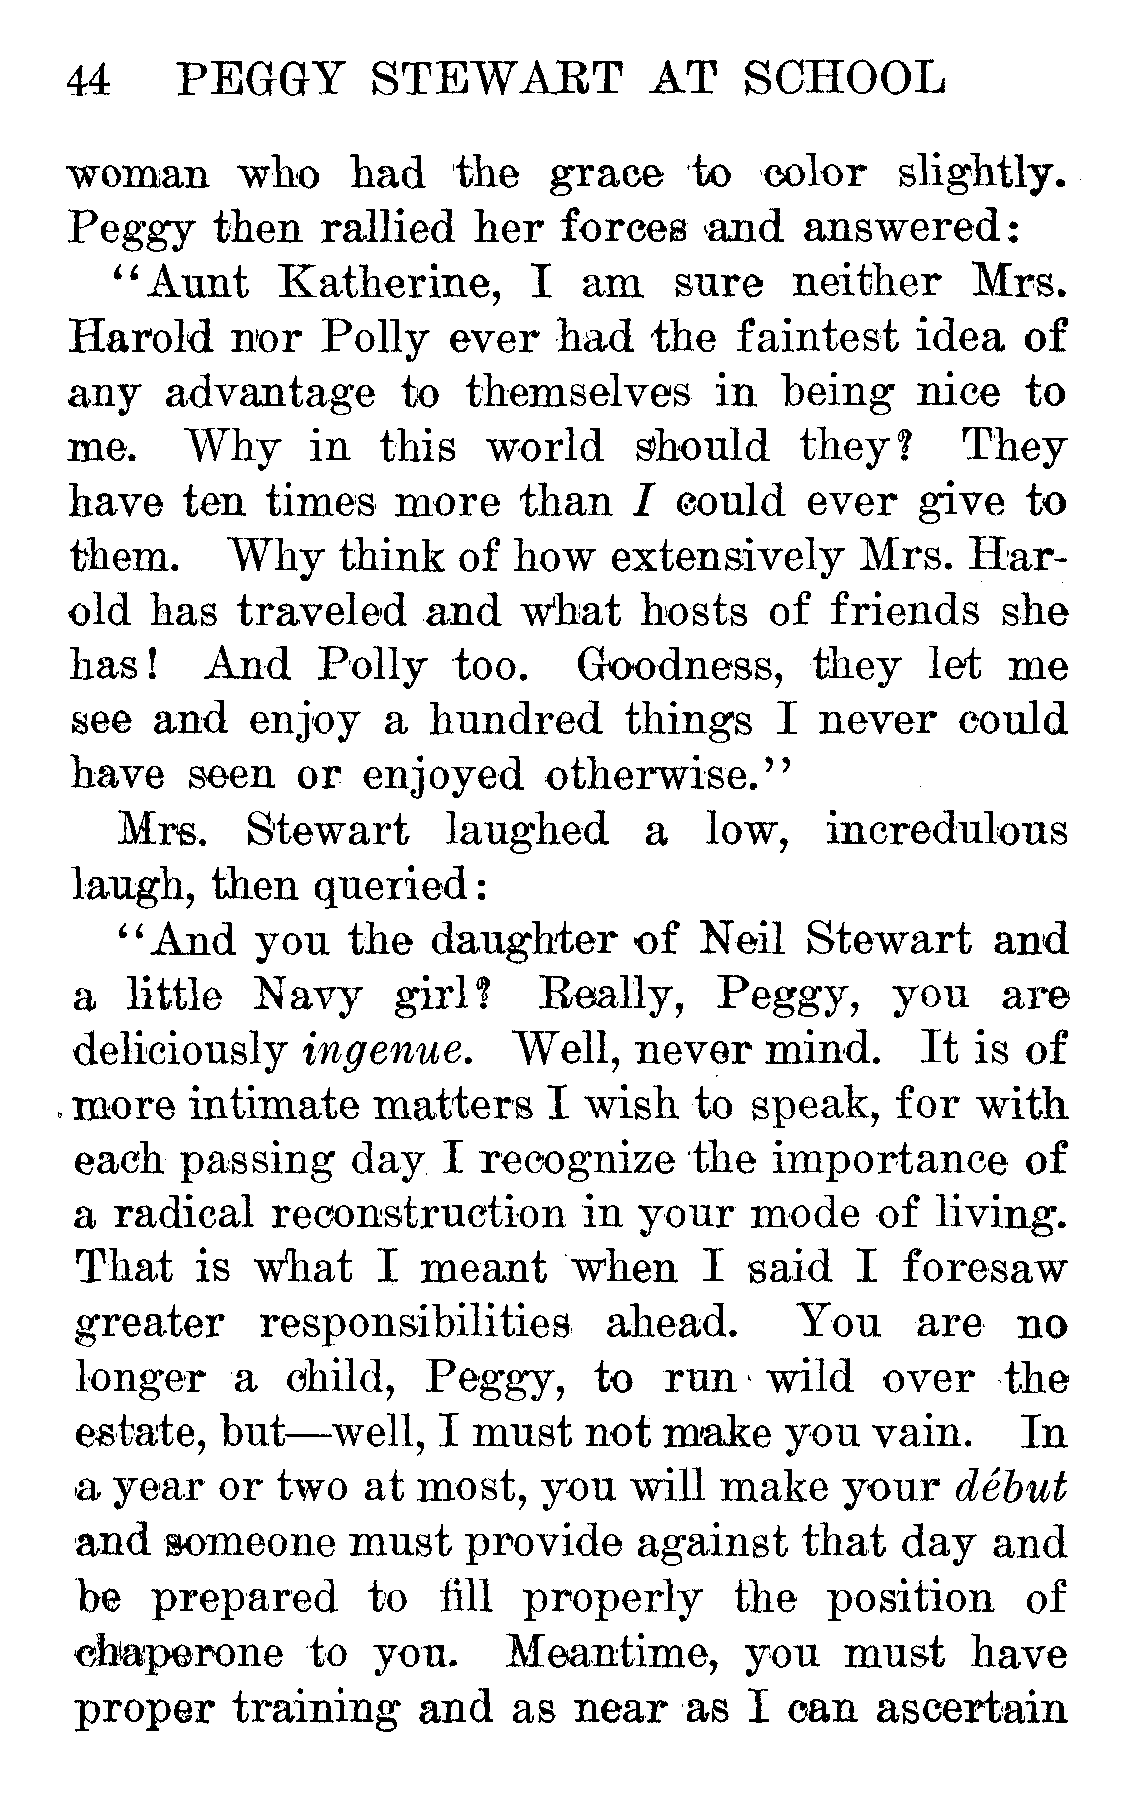 44 PEGGY STEWART AT SCHOOL
woman who had the grace to color slightly.
Peggy then rallied her forces and answered:
“Aunt Katherine, I am sure neither Mrs.
Harold nor Polly ever had the faintest idea of
any advantage to themselves in being nice to
me. Why in this world should they? They
have ten times more than I could ever give to
them. Why think of how extensively Mrs. Har-
old has traveled and what hosts of friends she
has! And Polly too. Goodness, they let me
see and enjoy a hundred things I never could
have seen or enjoyed otherwise.”
Mrs. Stewart laughed a low, incredulous
laugh, then queried:
“And you the daughter of Neil Stewart and
a little Navy girl? Really, Peggy, you are
deliciously ingenue. Well, never mind. It is of
more intimate matters I wish to speak, for with
each passing day I recognize the importance of
a radical reconstruction in your mode of living.
That is what I meant when I said I foresaw
greater responsibilities ahead. You are no
longer a child, Peggy, to run wild over the
estate, but—well, I must not make you vain. In
a year or two at most, you will make your début
and someone must provide against that day and
be prepared to fill properly the position of
chaperone to you. Meantime, you must have
proper training and as near as I can ascertain